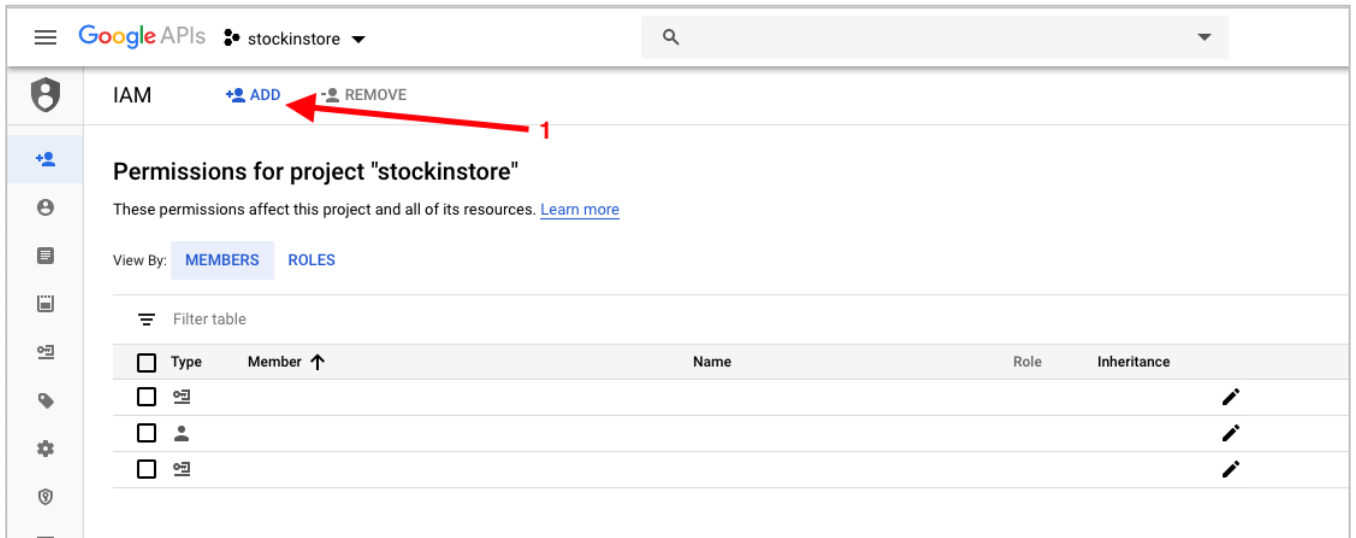 Google APIs stockinstore
IAM ADD REMOVE
1
Permissions for project "stockinstore"
These permissions affect this project and all of its resources. Learn more
View By: MEMBERS ROLES
Filter table
Type Member Name Role Inheritance